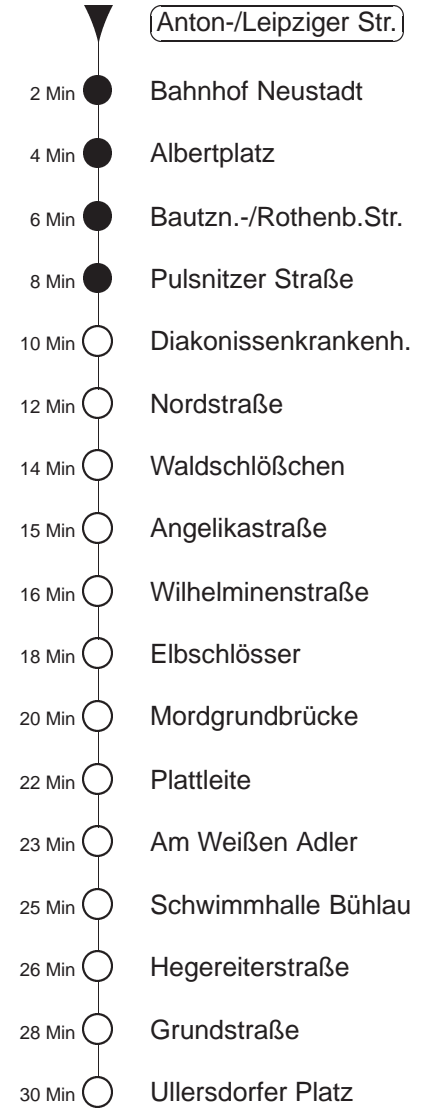 Anton-/Leipziger Str.
2 Min Bahnhof Neustadt
4 Min Albertplatz
6 Min Bautzn.-/Rothenb.Str.
8 Min Pulsnitzer Straße
10 Min Diakonissenkrankenh.
12 Min Nordstraße
14 Min Waldschlößchen
15 Min Angelikastraße
16 Min Wilhelminenstraße
18 Min Elbschlösser
20 Min Mordgrundbrücke
22 Min Plattleite
23 Min Am Weißen Adler
25 Min Schwimmhalle Bühlau
26 Min Hegereiterstraße
28 Min Grundstraße
30 Min Ullersdorfer Platz